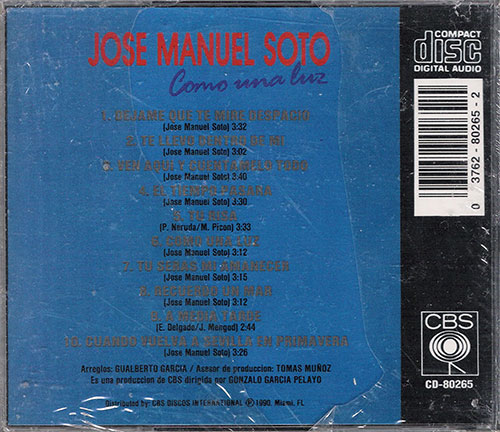 JOSE MANUEL SOTO
Como una luz
COMPACT
disc
DIGITAL AUDIO
1. DEJAME QUE TE MIRE DESPACIO
(Jose Manuel Soto) 3:32
2. TE LLEVO DENTRO DE MI
(Jose Manuel Soto) 3:02
3. VEN AQUI Y CUENTAMELO TODO
(Jose Manuel Soto) 3:40
4. EL TIEMPO PASARA
(Jose Manuel Soto) 3:30
5. TU RISA
(P. Neruda/M. Picon) 3:33
6. COMO UNA LUZ
(Jose Manuel Soto) 3:12
7. TU SERAS MI AMANECER
(Jose Manuel Soto) 3:15
8. SEGUENDO UN MAR
(Jose Manuel Soto) 3:12
9. A MEDIA TARDE
(E. Delgado/J. Menged) 2:44
10. CUANDO VUELVA A SEVILLA EN PRIMAVERA
(Jose Manuel Soto) 3:26
Arreglos: GUALBERTO GARCIA / Asesor de produccion: TOMAS MUÑOZ
Es una produccion de CBS dirigida por GONZALO GARCIA PELAYO
Distributed by: CBS DISCOS INTERNATIONAL ℗ 1990, Miami, FL
0 3762-80265-2
CBS
CD-80265